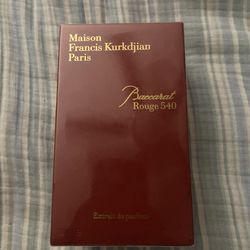 Maison
Francis Kurkdjian
Paris
Baccarat
Rouge 540
Extrait de parfum